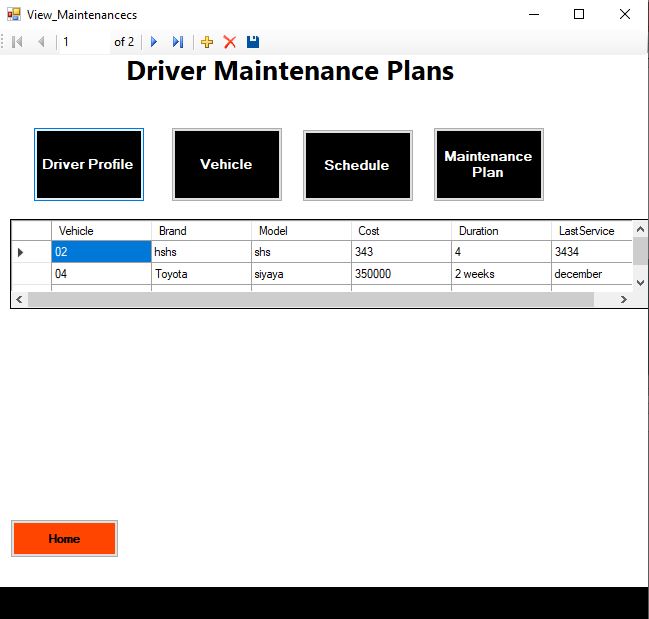 View_Maintenancecs
1 of 2
Driver Maintenance Plans
Driver Profile
Vehicle
Schedule
Maintenance
Plan
Vehicle Brand Model Cost Duration LastService
02 hshs shs 343 4 3434
04 Toyota siyaya 350000 2 weeks december
Home